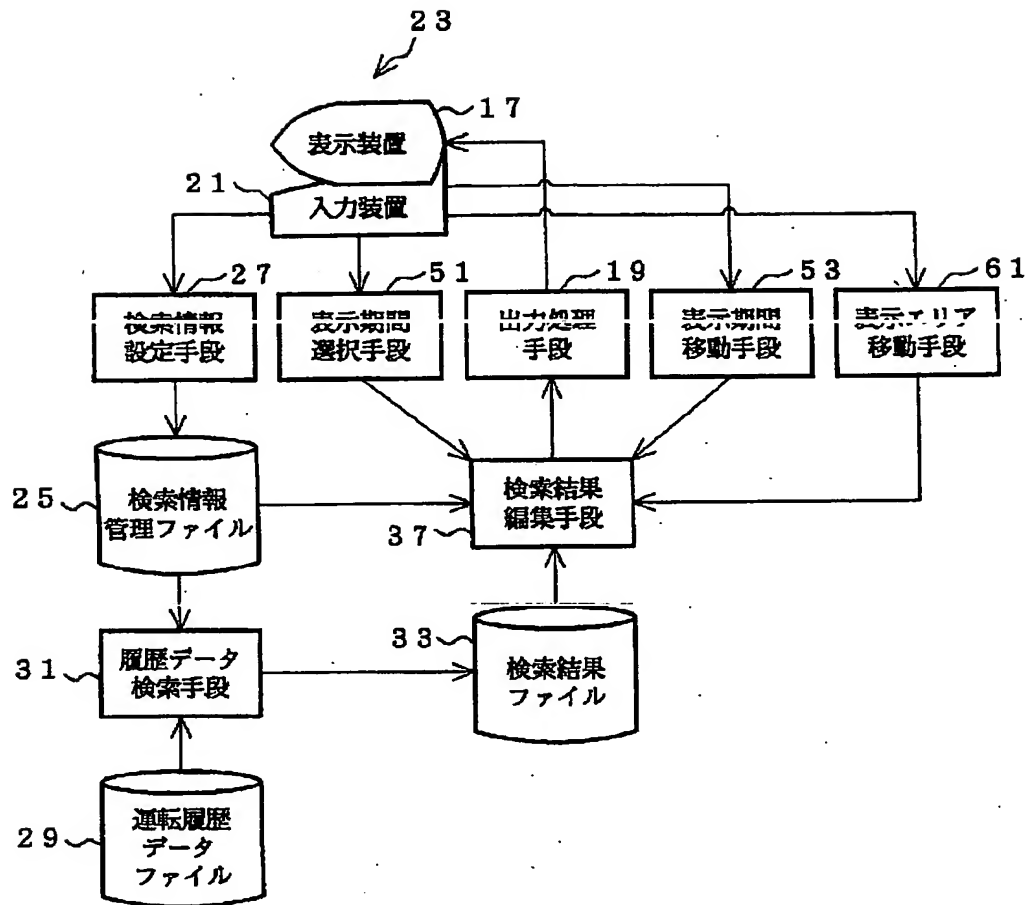 ２３
１７
表示装置
２１
入力装置
２７
５１
１９
５３
６１
検索情報
設定手段
表示期間
選択手段
出力処理
手段
表示期間
移動手段
表示エリア
移動手段
２５
検索情報
管理ファイル
検索結果
編集手段
３７
３１
履歴データ
検索手段
３３
検索結果
ファイル
２９
運転履歴
データ
ファイル